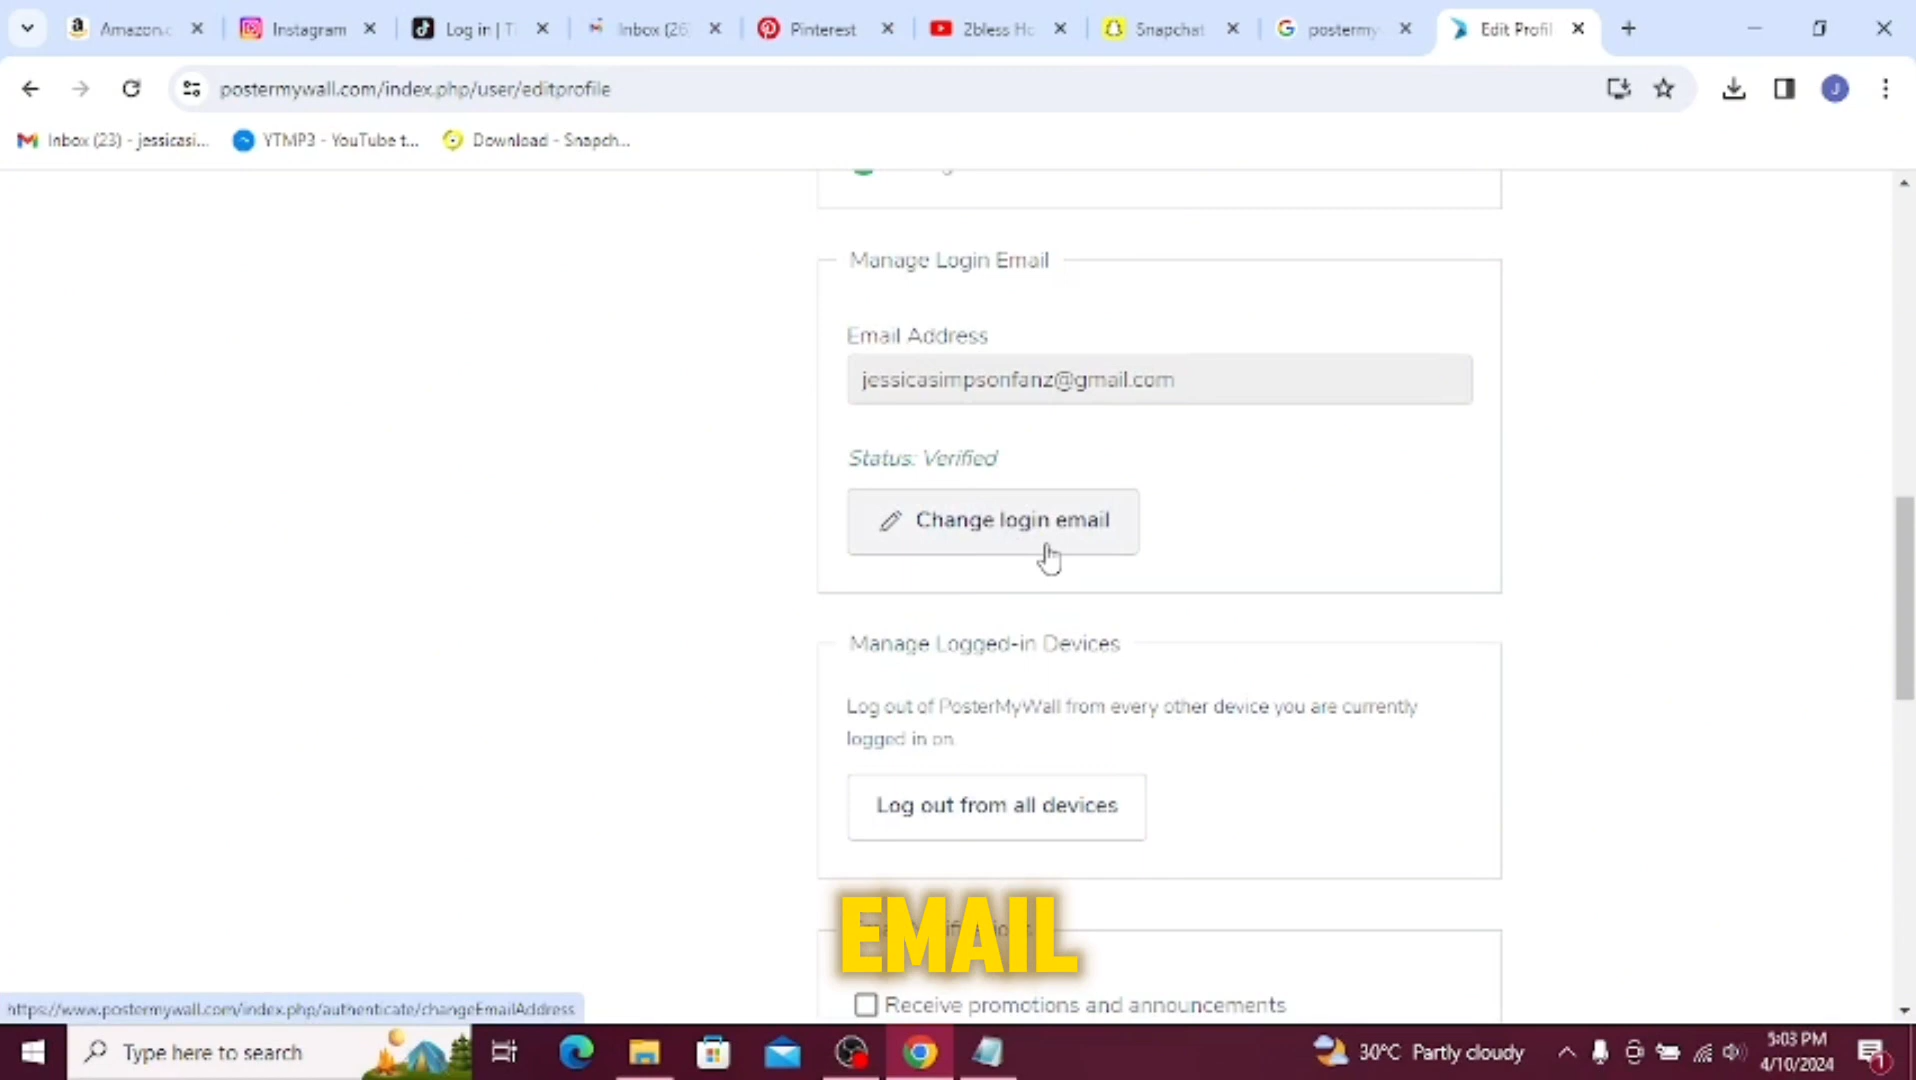 Amazon.c
Instagram
Log in | T
Inbox (26
Pinterest
2bless Ho
Snapchat
postermy
Edit Profil
postermywall.com/index.php/user/editprofile
J
Inbox (23) - jessicasi...
YTMP3 - YouTube t...
Download - Snapch...
Manage Login Email
Email Address
jessicasimpsonfanz@gmail.com
Status: Verified
Change login email
Manage Logged-in Devices
Log out of PosterMyWall from every other device you are currently
logged in on.
Log out from all devices
EMAIL
Receive promotions and announcements
https://www.postermywall.com/index.php/authenticate/changeEmailAddress
Type here to search
30°C Partly cloudy
5:03 PM
4/10/2024
1